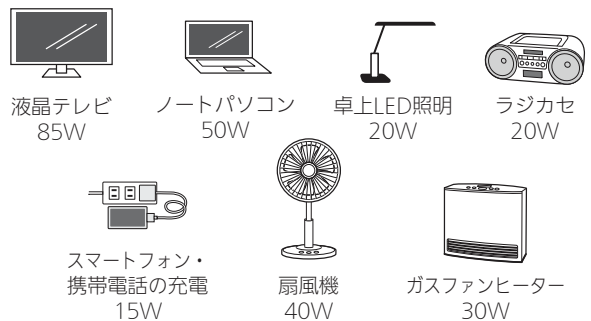 液晶テレビ
85W
ノートパソコン
50W
卓上LED照明
20W
ラジカセ
20W
スマートフォン・
携帯電話の充電
15W
扇風機
40W
ガスファンヒーター
30W